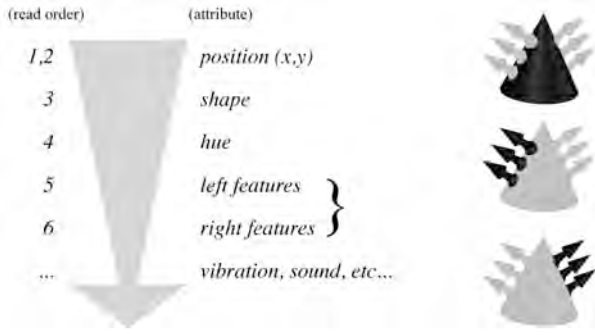 (read order) (attribute)
1,2 position (x,y)
3 shape
4 hue
5 left features
6 right features
... vibration, sound, etc...